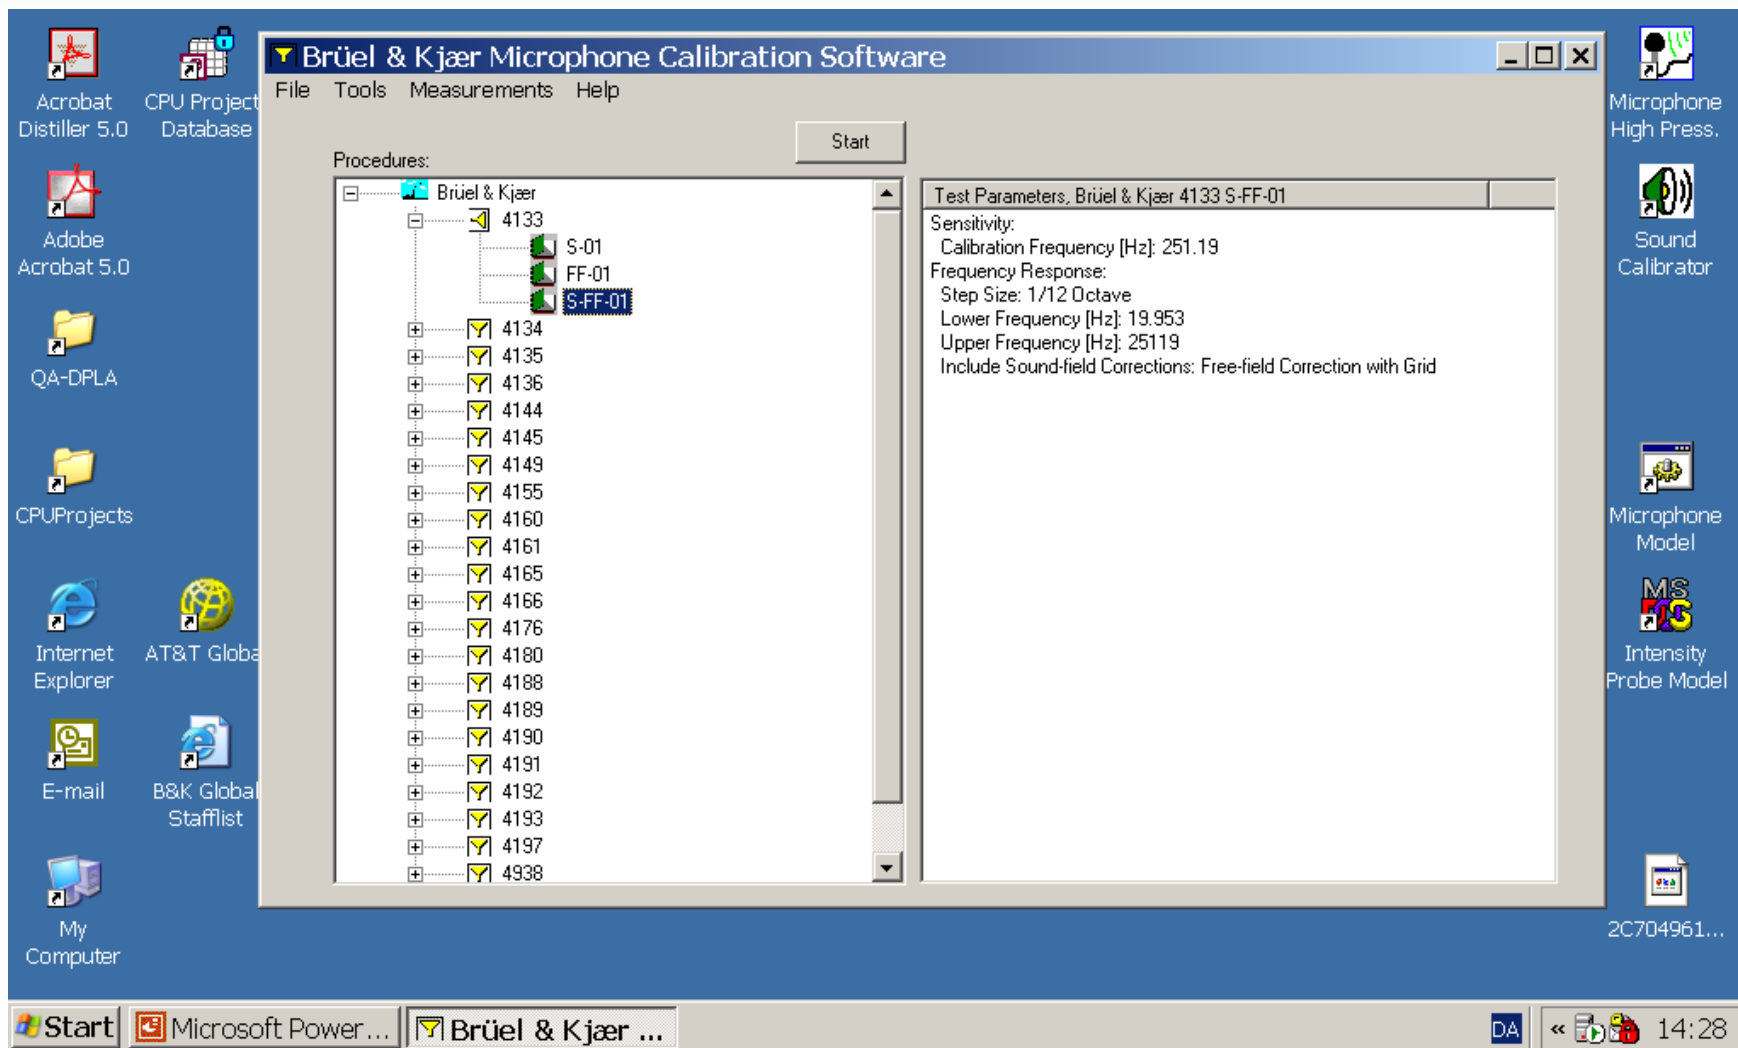 Acrobat
Distiller 5.0
CPU Project
Database
Adobe
Acrobat 5.0
QA-DPLA
CPUProjects
Internet
Explorer
AT&T Globa
E-mail
B&K Global
Stafflist
My
Computer
Brüel & Kjær Microphone Calibration Software
File Tools Measurements Help
Start
Procedures:
Brüel & Kjær
4133
S-01
FF-01
S-FF-01
4134
4135
4136
4144
4145
4149
4155
4160
4161
4165
4166
4176
4180
4188
4189
4190
4191
4192
4193
4197
4938
Test Parameters, Brüel & Kjær 4133 S-FF-01
Sensitivity:
Calibration Frequency [Hz]: 251.19
Frequency Response:
Step Size: 1/12 Octave
Lower Frequency [Hz]: 19.953
Upper Frequency [Hz]: 25119
Include Sound-field Corrections: Free-field Correction with Grid
Microphone
High Press.
Sound
Calibrator
Microphone
Model
MS
Intensity
Probe Model
2C704961...
Start Microsoft Power... Brüel & Kjær ... DA « 14:28